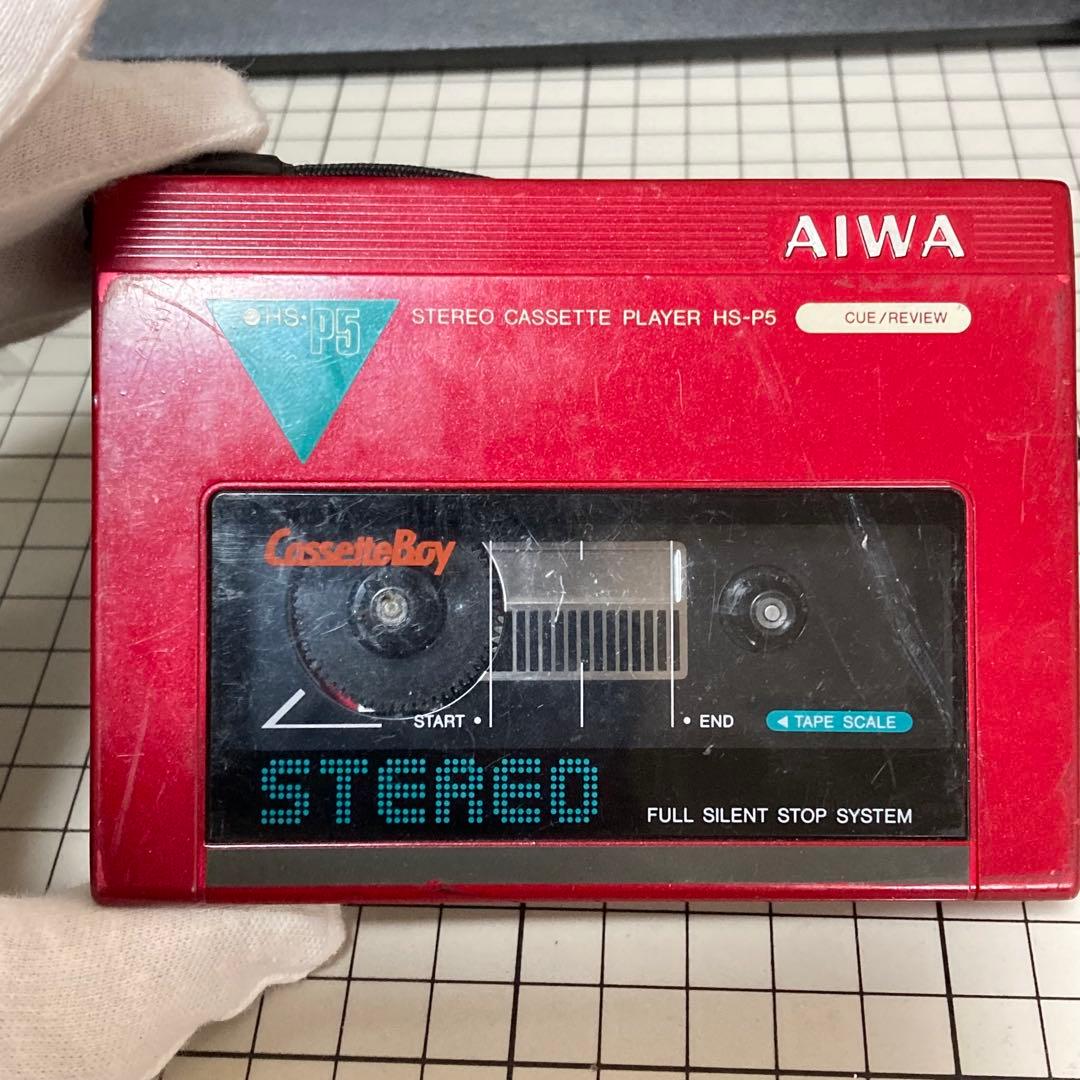 AIWA
HS-P5
STEREO CASSETTE PLAYER HS-P5
CUE/REVIEW
CassetteBoy
START • • END
◀ TAPE SCALE
STEREO
FULL SILENT STOP SYSTEM